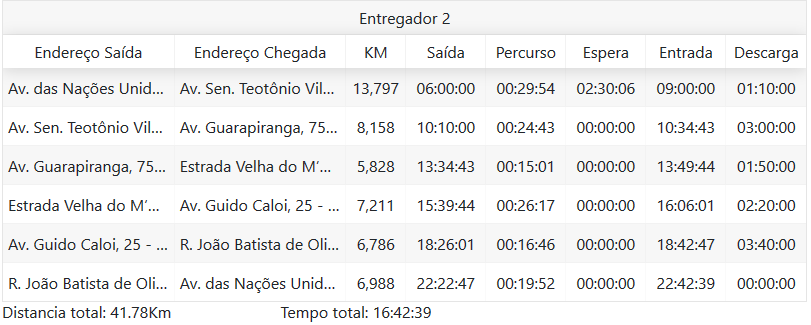 Entregador 2
Endereço Saída Endereço Chegada KM Saída Percurso Espera Entrada Descarga
Av. das Nações Unid... Av. Sen. Teotônio Vil... 13,797 06:00:00 00:29:54 02:30:06 09:00:00 01:10:00
Av. Sen. Teotônio Vil... Av. Guarapiranga, 75... 8,158 10:10:00 00:24:43 00:00:00 10:34:43 03:00:00
Av. Guarapiranga, 75... Estrada Velha do M’... 5,828 13:34:43 00:15:01 00:00:00 13:49:44 01:50:00
Estrada Velha do M’... Av. Guido Caloi, 25 - ... 7,211 15:39:44 00:26:17 00:00:00 16:06:01 02:20:00
Av. Guido Caloi, 25 - ... R. João Batista de Oli... 6,786 18:26:01 00:16:46 00:00:00 18:42:47 03:40:00
R. João Batista de Oli... Av. das Nações Unid... 6,988 22:22:47 00:19:52 00:00:00 22:42:39 00:00:00
Distancia total: 41.78Km Tempo total: 16:42:39